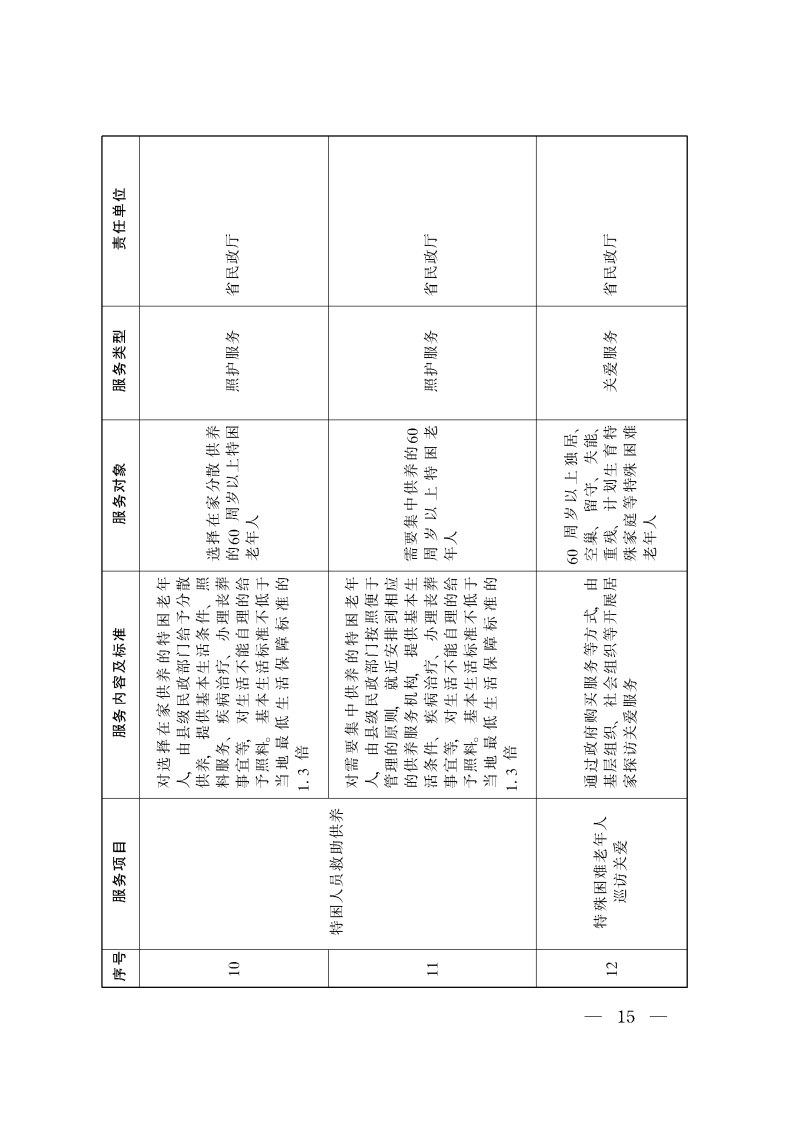 序号
服务项目
服务内容及标准
服务对象
服务类型
责任单位
10
特困人员救助供养
对选择在家供养的特困老年
人，由县级民政部门给予分散
供养，提供基本生活条件、照
料服务、疾病治疗、办理丧葬
事宜等，对生活不能自理的给
予照料。基本生活标准不低于
当地最低生活保障标准的
1.3 倍
选择在家分散供养
的60 周岁以上特困
老年人
照护服务
省民政厅
11
对需要集中供养的特困老年
人，由县级民政部门按照便于
管理的原则，就近安排到相应
的供养服务机构，提供基本生
活条件、疾病治疗、办理丧葬
事宜等，对生活不能自理的给
予照料。基本生活标准不低于
当地最低生活保障标准的
1.3 倍
需要集中供养的60
周岁以上特困老
年人
照护服务
省民政厅
12
特殊困难老年人
巡访关爱
通过政府购买服务等方式，由
基层组织、社会组织等开展居
家探访关爱服务
60 周岁以上独居、
空巢、留守、失能、
重残、计划生育特
殊家庭等特殊困难
老年人
关爱服务
省民政厅
— 15 —